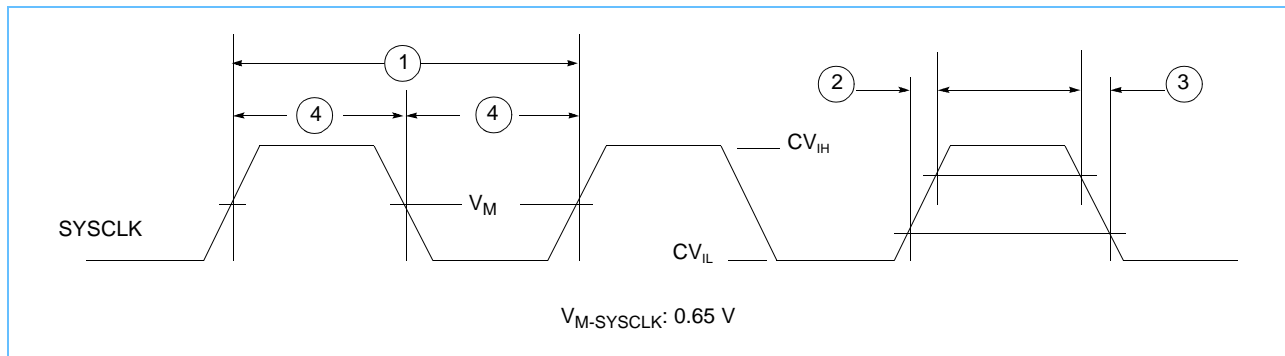 1
4
4
2
3
CV_IH
V_M
SYSCLK
CV_IL
V_M-SYSCLK: 0.65 V